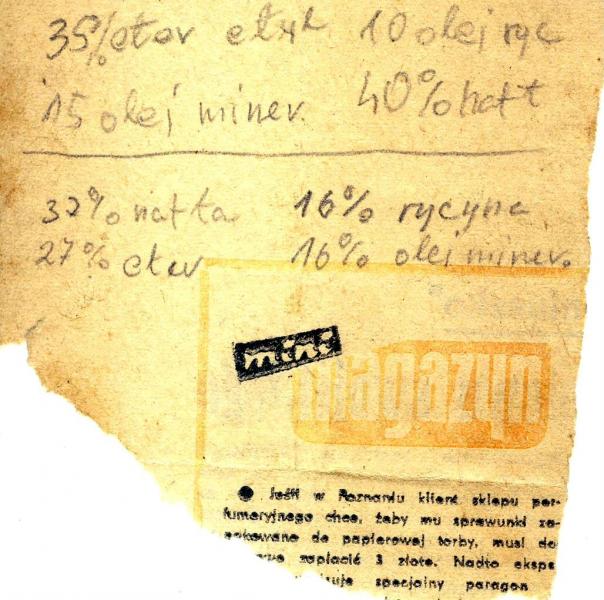 35% eter etyl 10 olej ryc
15 olej miner. 40% naft
32% nafta 16% rycyna
27% eter 16% olej miner.
mini
magazyn
● Jeśli w Poznaniu klient sklepu per-
fumeryjnego chce, żeby mu sprawunki za-
pakowano do papierowej torby, musi do-
zapłacić 3 złote. Nadto ekspe
specjalny paragon